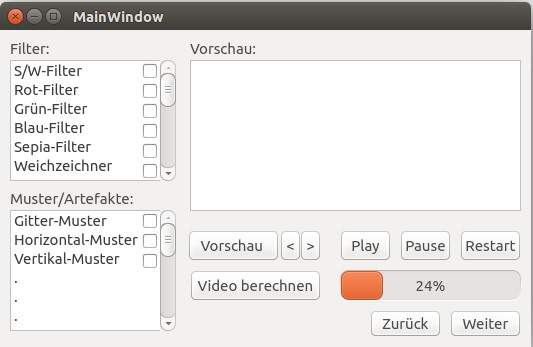 MainWindow
Filter:
S/W-Filter
Rot-Filter
Grün-Filter
Blau-Filter
Sepia-Filter
Weichzeichner
Muster/Artefakte:
Gitter-Muster
Horizontal-Muster
Vertikal-Muster
.
.
.
Vorschau:
Vorschau < > Play Pause Restart
Video berechnen 24%
Zurück Weiter